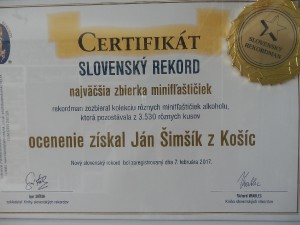 CERTIFIKÁT
SLOVENSKÝ REKORD
najväčšia zbierka minifľaštičiek
rekordman zozbieral kolekciu rôznych minifľaštičiek alkoholu,
ktorá pozostávala z 3.530 rôznych kusov
ocenenie získal Ján Šimšík z Košíc
Nový slovenský rekord bol zaregistrovaný dňa 7. februára 2017.
SLOVENSKÝ
REKORDMAN